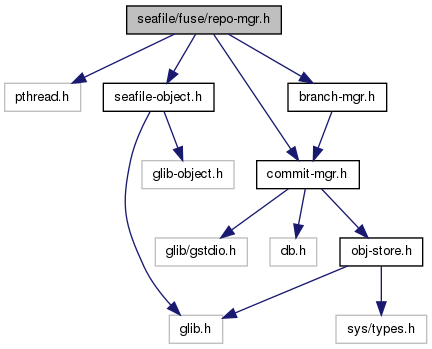 seafile/fuse/repo-mgr.h
pthread.h
seafile-object.h
branch-mgr.h
glib-object.h
commit-mgr.h
glib/gstdio.h
db.h
obj-store.h
glib.h
sys/types.h